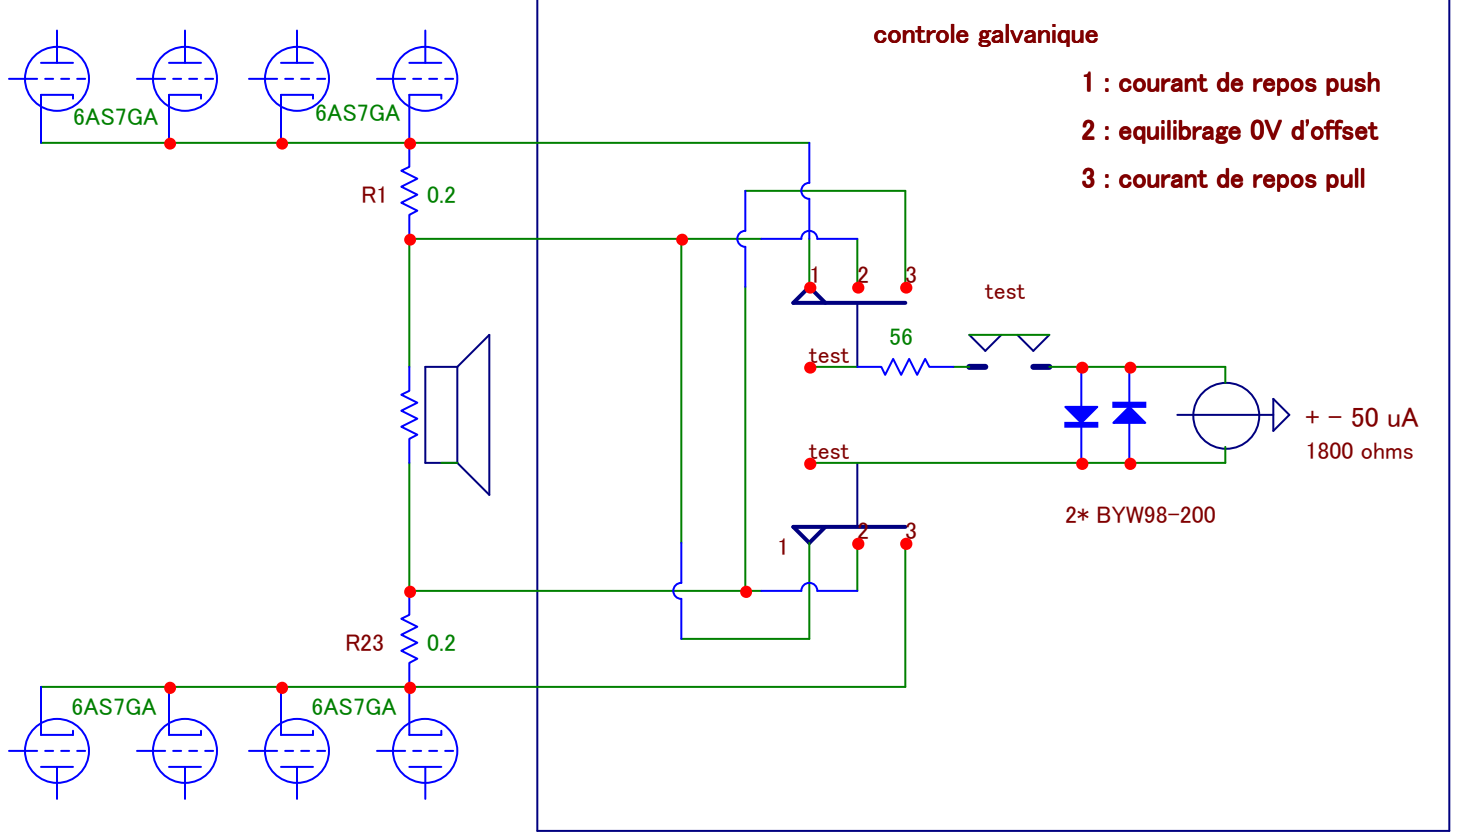 controle galvanique
1 : courant de repos push
2 : equilibrage 0V d'offset
3 : courant de repos pull
6AS7GA
6AS7GA
R1
0.2
1
2
3
test
56
test
test
+ - 50 uA
1800 ohms
2* BYW98-200
1
2
3
R23
0.2
6AS7GA
6AS7GA